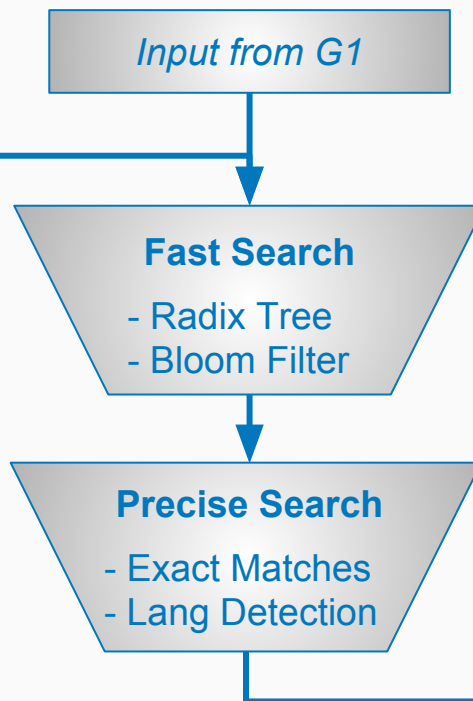 Input from G1
Fast Search
- Radix Tree
- Bloom Filter
Precise Search
- Exact Matches
- Lang Detection